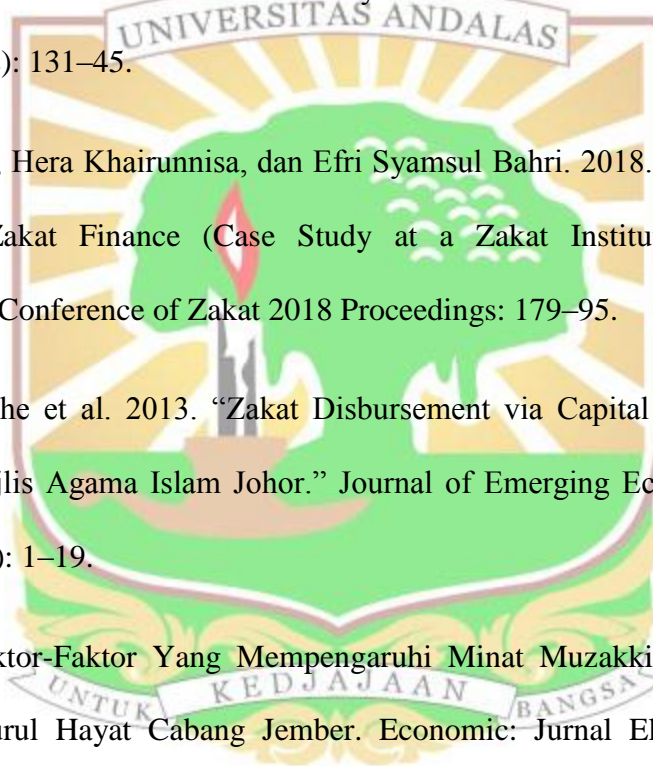 UNIVERSITAS ANDALAS
): 131–45.
, Hera Khairunnisa, dan Efri Syamsul Bahri. 2018.
Zakat Finance (Case Study at a Zakat Institu
Conference of Zakat 2018 Proceedings: 179–95.
he et al. 2013. “Zakat Disbursement via Capital
jlis Agama Islam Johor.” Journal of Emerging Ec
): 1–19.
ktor-Faktor Yang Mempengaruhi Minat Muzakki
UNTUK KEDJAJAAN BANGSA
urul Hayat Cabang Jember. Economic: Jurnal Ek